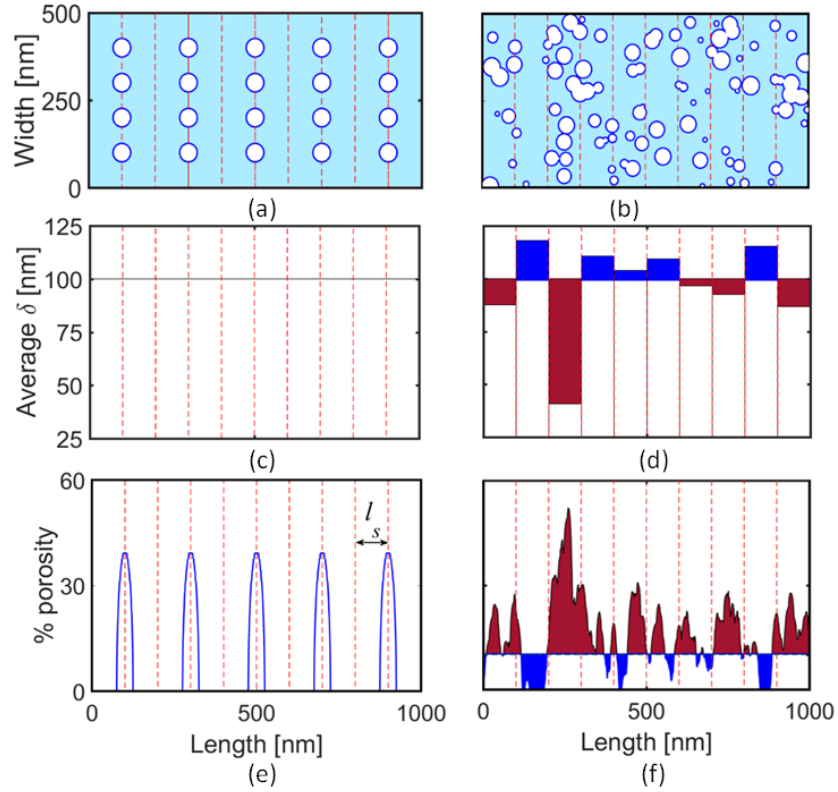 500
250
0
Width [nm]
(a)
(b)
125
100
75
50
25
Average δ [nm]
(c)
(d)
60
30
0
% porosity
l
s
0
500
1000
Length [nm]
(e)
0
500
1000
Length [nm]
(f)